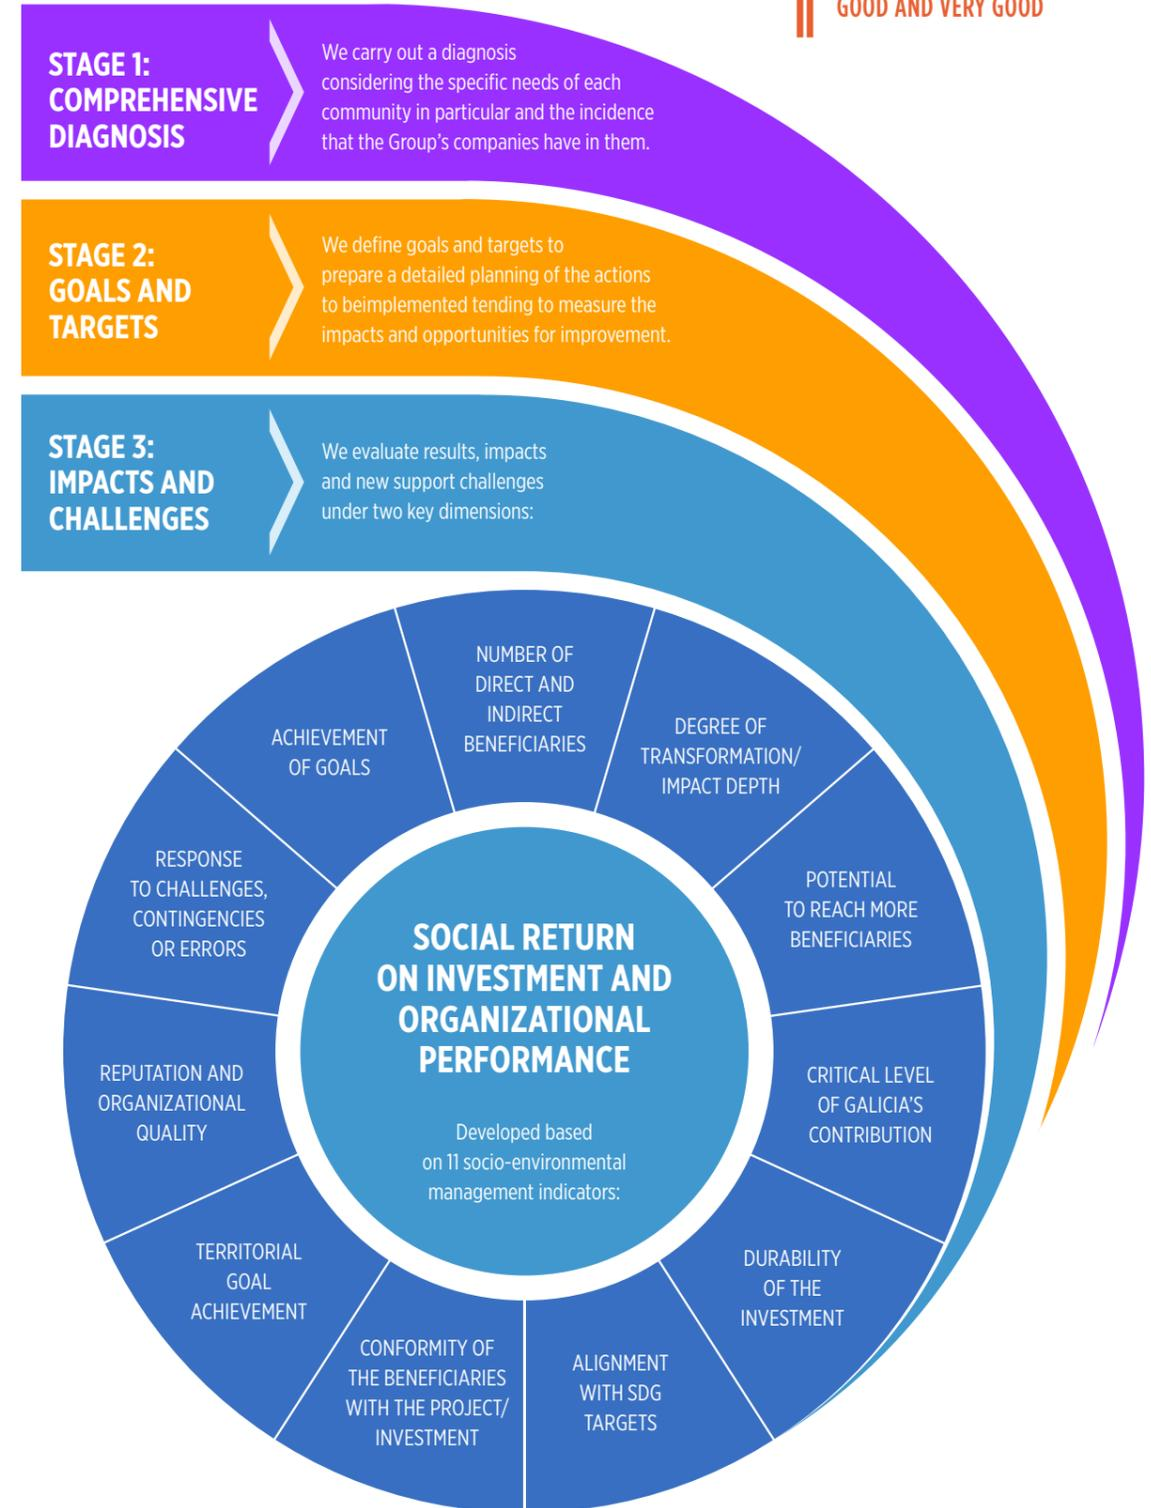 GOOD AND VERY GOOD
STAGE 1:
COMPREHENSIVE
DIAGNOSIS
We carry out a diagnosis
considering the specific needs of each
community in particular and the incidence
that the Group’s companies have in them.
STAGE 2:
GOALS AND
TARGETS
We define goals and targets to
prepare a detailed planning of the actions
to beimplemented tending to measure the
impacts and opportunities for improvement.
STAGE 3:
IMPACTS AND
CHALLENGES
We evaluate results, impacts
and new support challenges
under two key dimensions:
NUMBER OF
DIRECT AND
INDIRECT
BENEFICIARIES
DEGREE OF
TRANSFORMATION/
IMPACT DEPTH
POTENTIAL
TO REACH MORE
BENEFICIARIES
CRITICAL LEVEL
OF GALICIA’S
CONTRIBUTION
DURABILITY
OF THE
INVESTMENT
ALIGNMENT
WITH SDG
TARGETS
CONFORMITY OF
THE BENEFICIARIES
WITH THE PROJECT/
INVESTMENT
TERRITORIAL
GOAL
ACHIEVEMENT
REPUTATION AND
ORGANIZATIONAL
QUALITY
RESPONSE
TO CHALLENGES,
CONTINGENCIES
OR ERRORS
ACHIEVEMENT
OF GOALS
SOCIAL RETURN
ON INVESTMENT AND
ORGANIZATIONAL
PERFORMANCE
Developed based
on 11 socio-environmental
management indicators: